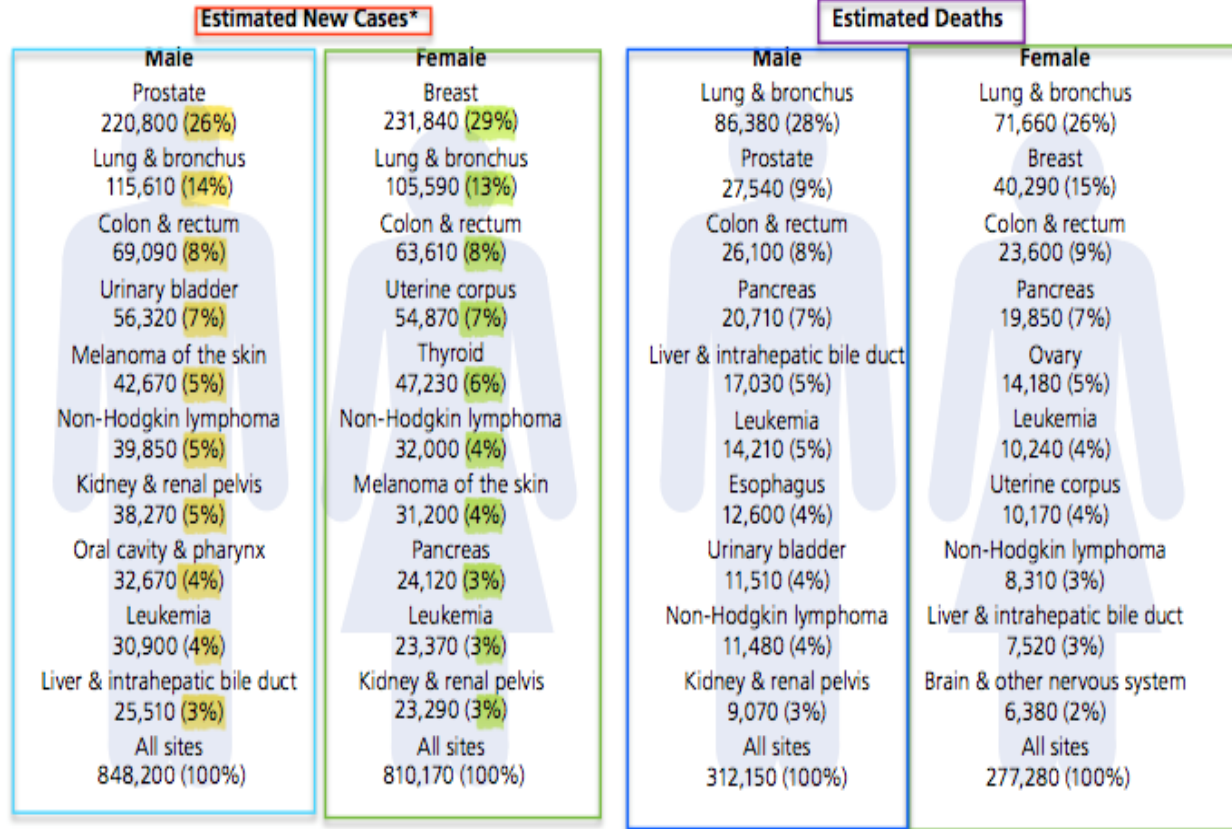 Estimated New Cases*
Male
Prostate
220,800 (26%)
Lung & bronchus
115,610 (14%)
Colon & rectum
69,090 (8%)
Urinary bladder
56,320 (7%)
Melanoma of the skin
42,670 (5%)
Non-Hodgkin lymphoma
39,850 (5%)
Kidney & renal pelvis
38,270 (5%)
Oral cavity & pharynx
32,670 (4%)
Leukemia
30,900 (4%)
Liver & intrahepatic bile duct
25,510 (3%)
All sites
848,200 (100%)
Female
Breast
231,840 (29%)
Lung & bronchus
105,590 (13%)
Colon & rectum
63,610 (8%)
Uterine corpus
54,870 (7%)
Thyroid
47,230 (6%)
Non-Hodgkin lymphoma
32,000 (4%)
Melanoma of the skin
31,200 (4%)
Pancreas
24,120 (3%)
Leukemia
23,370 (3%)
Kidney & renal pelvis
23,290 (3%)
All sites
810,170 (100%)
Estimated Deaths
Male
Lung & bronchus
86,380 (28%)
Prostate
27,540 (9%)
Colon & rectum
26,100 (8%)
Pancreas
20,710 (7%)
Liver & intrahepatic bile duct
17,030 (5%)
Leukemia
14,210 (5%)
Esophagus
12,600 (4%)
Urinary bladder
11,510 (4%)
Non-Hodgkin lymphoma
11,480 (4%)
Kidney & renal pelvis
9,070 (3%)
All sites
312,150 (100%)
Female
Lung & bronchus
71,660 (26%)
Breast
40,290 (15%)
Colon & rectum
23,600 (9%)
Pancreas
19,850 (7%)
Ovary
14,180 (5%)
Leukemia
10,240 (4%)
Uterine corpus
10,170 (4%)
Non-Hodgkin lymphoma
8,310 (3%)
Liver & intrahepatic bile duct
7,520 (3%)
Brain & other nervous system
6,380 (2%)
All sites
277,280 (100%)